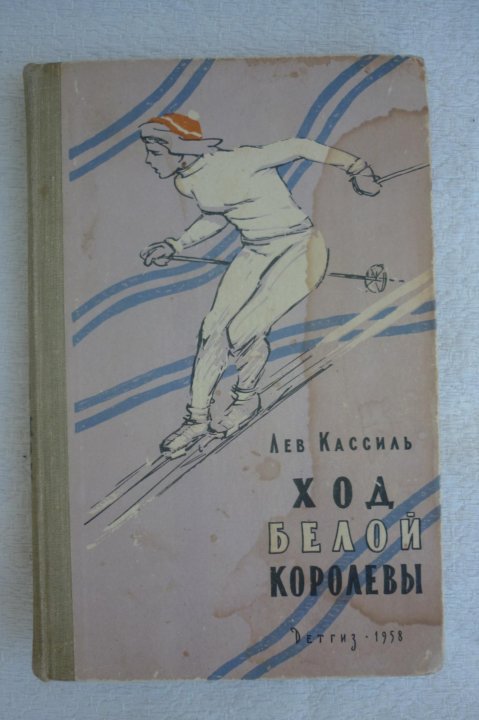 Лев Кассиль
ХОД
БЕЛОЙ
КОРОЛЕВЫ
Детгиз · 1958